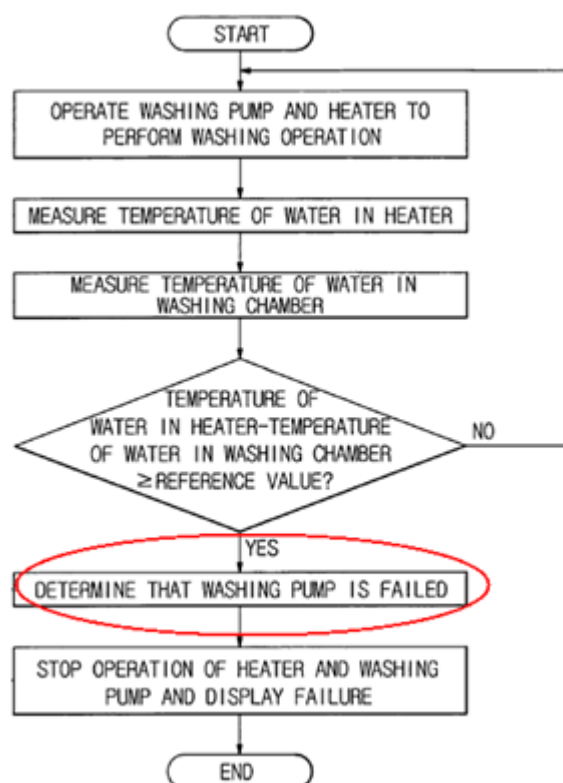 START
OPERATE WASHING PUMP AND HEATER TO
PERFORM WASHING OPERATION
MEASURE TEMPERATURE OF WATER IN HEATER
MEASURE TEMPERATURE OF WATER IN
WASHING CHAMBER
TEMPERATURE OF
WATER IN HEATER-TEMPERATURE
OF WATER IN WASHING CHAMBER
≥REFERENCE VALUE?
NO
YES
DETERMINE THAT WASHING PUMP IS FAILED
STOP OPERATION OF HEATER AND WASHING
PUMP AND DISPLAY FAILURE
END